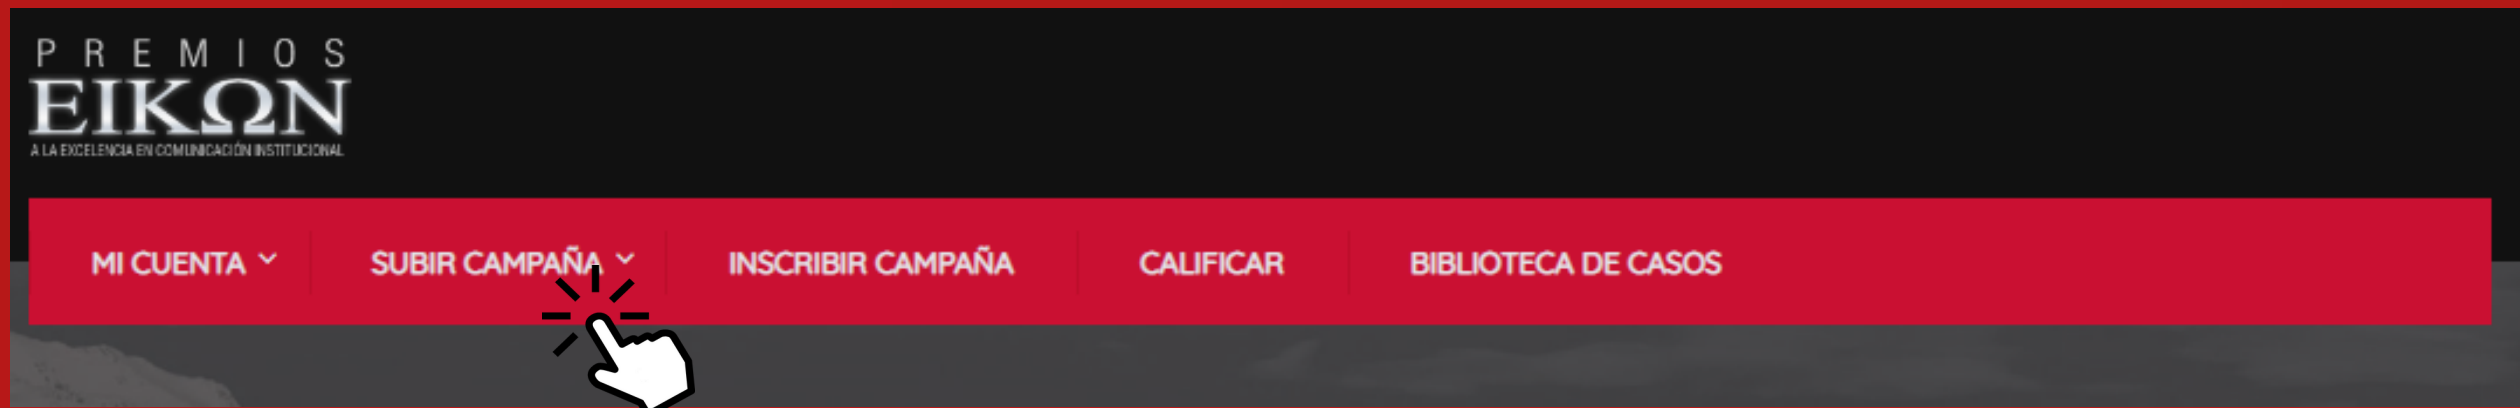 PREMIOS
EIKΩN
A LA EXCELENCIA EN COMUNICACIÓN INSTITUCIONAL
MI CUENTA SUBIR CAMPAÑA INSCRIBIR CAMPAÑA CALIFICAR BIBLIOTECA DE CASOS